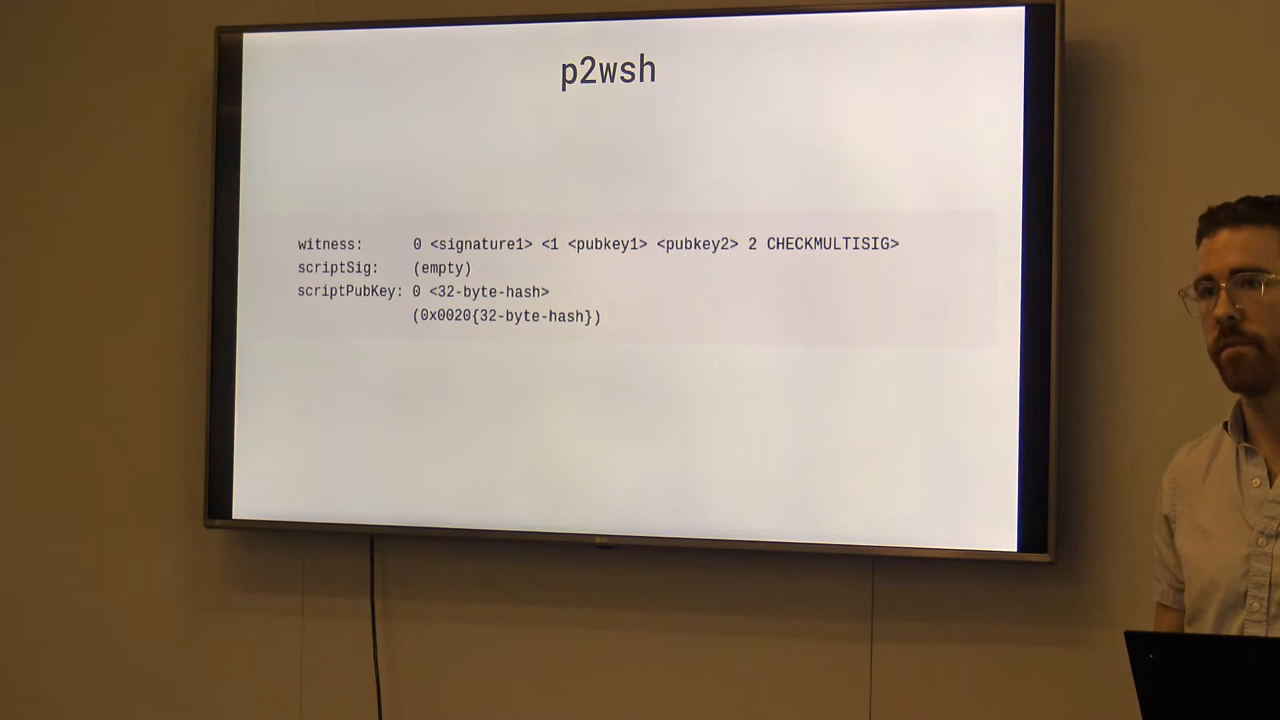 p2wsh
witness: 0 <signature1> <1 <pubkey1> <pubkey2> 2 CHECKMULTISIG>
scriptSig: (empty)
scriptPubKey: 0 <32-byte-hash>
(0x0020{32-byte-hash})